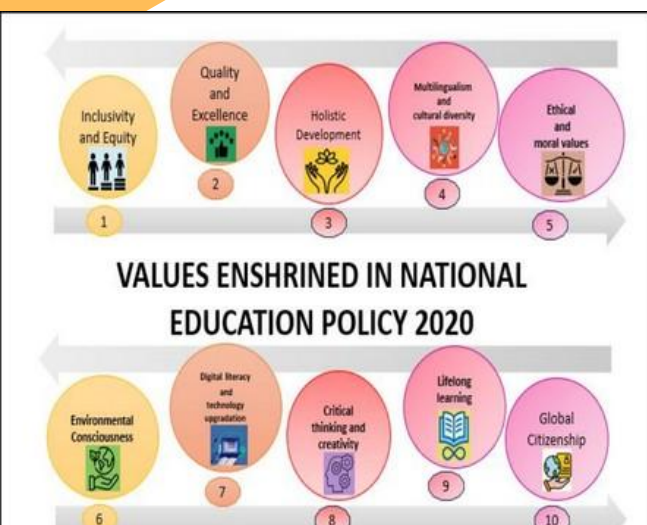 Inclusivity
and Equity
1
Quality
and
Excellence
2
Holistic
Development
3
Multilingualism
and
cultural diversity
4
Ethical
and
moral values
5
VALUES ENSHRINED IN NATIONAL
EDUCATION POLICY 2020
Environmental
Consciousness
6
Digital literacy
and
technology
upgradation
7
Critical
thinking and
creativity
8
Lifelong
learning
9
Global
Citizenship
10